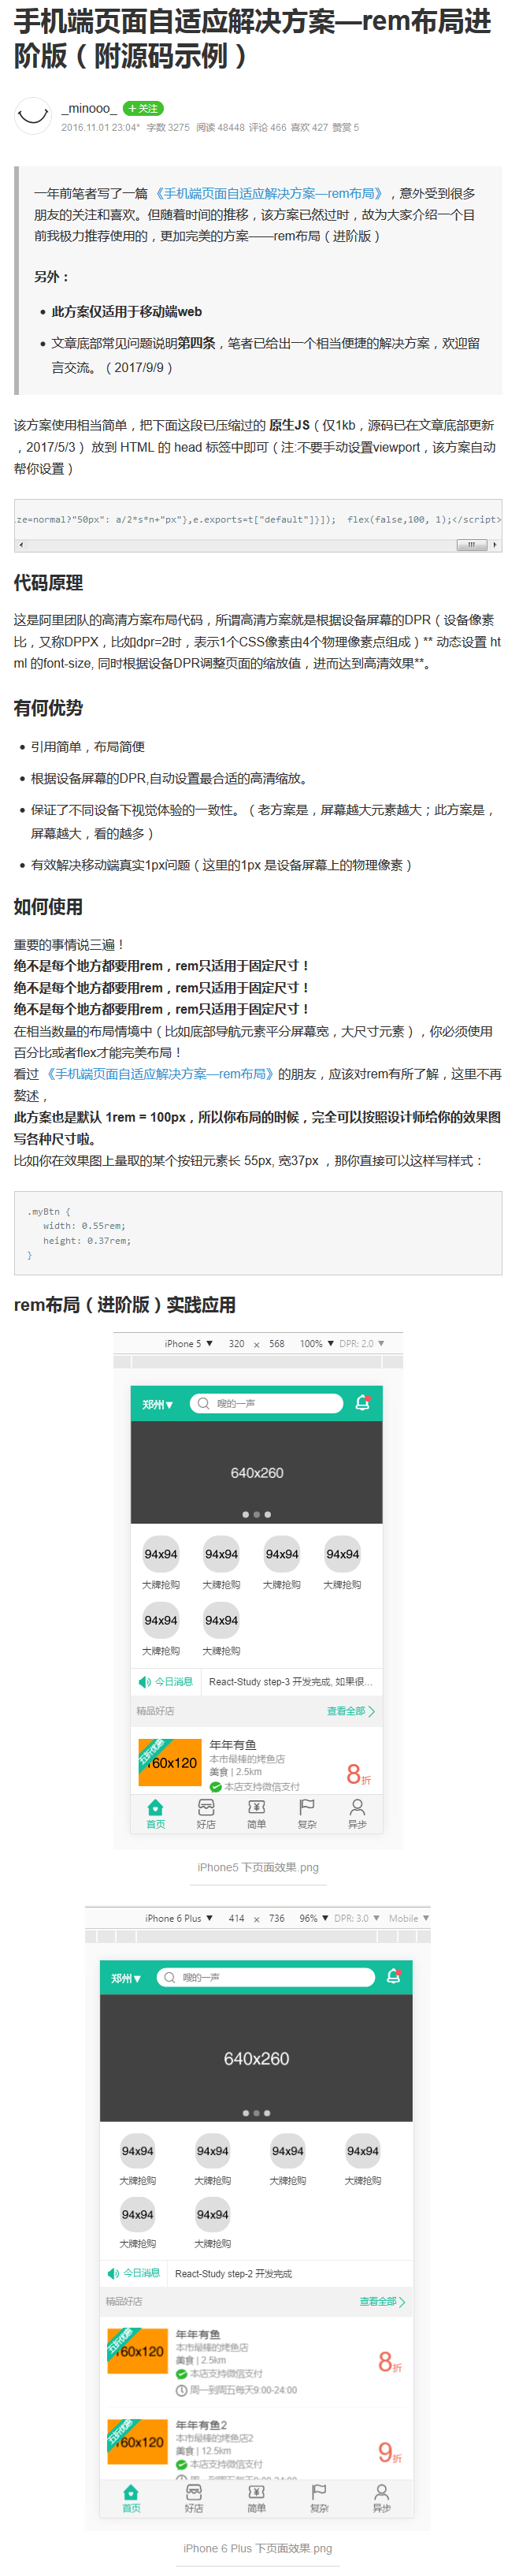 手机端页面自适应解决方案—rem布局进
阶版（附源码示例）
_minooo_ +关注
2016.11.01 23:04* 字数 3275 阅读 48448 评论 466 喜欢 427 赞赏 5
一年前笔者写了一篇 《手机端页面自适应解决方案—rem布局》，意外受到很多
朋友的关注和喜欢。但随着时间的推移，该方案已然过时，故为大家介绍一个目
前我极力推荐使用的，更加完美的方案——rem布局（进阶版）
另外：
此方案仅适用于移动端web
文章底部常见问题说明第四条，笔者已给出一个相当便捷的解决方案，欢迎留
言交流。（2017/9/9）
该方案使用相当简单，把下面这段已压缩过的 原生JS（仅1kb，源码已在文章底部更新
，2017/5/3） 放到 HTML 的 head 标签中即可（注:不要手动设置viewport，该方案自动
帮你设置）
ze=normal?"50px": a/2*s*n+"px"},e.exports=t["default"]}]); flex(false,100, 1);</script>
代码原理
这是阿里团队的高清方案布局代码，所谓高清方案就是根据设备屏幕的DPR（设备像素
比，又称DPPX，比如dpr=2时，表示1个CSS像素由4个物理像素点组成）** 动态设置 ht
ml 的font-size, 同时根据设备DPR调整页面的缩放值，进而达到高清效果**。
有何优势
引用简单，布局简便
根据设备屏幕的DPR,自动设置最合适的高清缩放。
保证了不同设备下视觉体验的一致性。（老方案是，屏幕越大元素越大；此方案是，
屏幕越大，看的越多）
有效解决移动端真实1px问题（这里的1px 是设备屏幕上的物理像素）
如何使用
重要的事情说三遍！
绝不是每个地方都要用rem，rem只适用于固定尺寸！
绝不是每个地方都要用rem，rem只适用于固定尺寸！
绝不是每个地方都要用rem，rem只适用于固定尺寸！
在相当数量的布局情境中（比如底部导航元素平分屏幕宽，大尺寸元素），你必须使用
百分比或者flex才能完美布局！
看过 《手机端页面自适应解决方案—rem布局》的朋友，应该对rem有所了解，这里不再
赘述，
此方案也是默认 1rem = 100px，所以你布局的时候，完全可以按照设计师给你的效果图
写各种尺寸啦。
比如你在效果图上量取的某个按钮元素长 55px, 宽37px ，那你直接可以这样写样式：
.myBtn {
width: 0.55rem;
height: 0.37rem;
}
rem布局（进阶版）实践应用
iPhone 5 ▼ 320 × 568 100% ▼ DPR: 2.0 ▼
郑州▼ 嗖的一声
640x260
94x94 94x94 94x94 94x94
大牌抢购 大牌抢购 大牌抢购 大牌抢购
94x94 94x94
大牌抢购 大牌抢购
今日消息 React-Study step-3 开发完成, 如果很...
精品好店 查看全部
五折优惠
160x120
年年有鱼
本市最棒的烤鱼店
美食 | 2.5km
本店支持微信支付
8折
首页 好店 简单 复杂 异步
iPhone5 下页面效果.png
iPhone 6 Plus ▼ 414 × 736 96% ▼ DPR: 3.0 ▼ Mobile ▼
郑州▼ 嗖的一声
640x260
94x94 94x94 94x94 94x94
大牌抢购 大牌抢购 大牌抢购 大牌抢购
94x94 94x94
大牌抢购 大牌抢购
今日消息 React-Study step-2 开发完成
精品好店 查看全部
五折优惠
160x120
年年有鱼
本市最棒的烤鱼店
美食 | 2.5km
本店支持微信支付
周一到周五每天9:00-24:00
8折
五折优惠
160x120
年年有鱼2
本市最棒的烤鱼店2
美食 | 12.5km
本店支持微信支付
周一到周五每天9:00-24:00
9折
首页 好店 简单 复杂 异步
iPhone 6 Plus 下页面效果.png